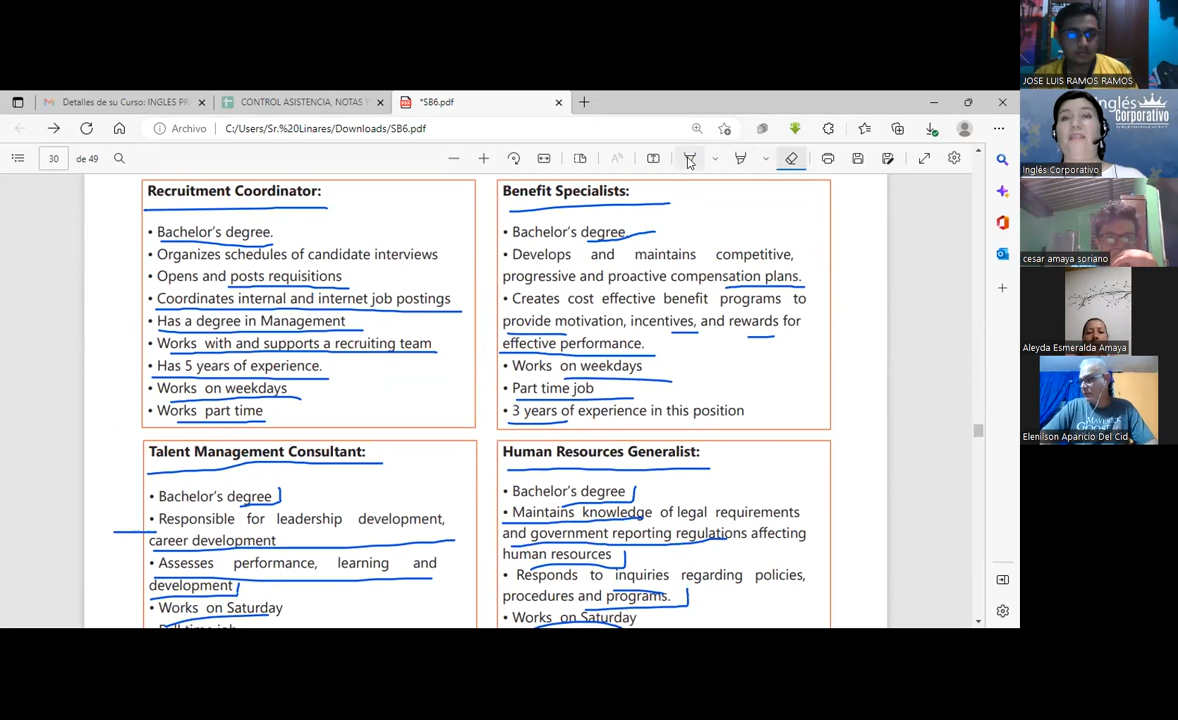 Detalles de su Curso: INGLES PR
CONTROL ASISTENCIA, NOTAS
*SB6.pdf
Archivo
C:/Users/Sr.%20Linares/Downloads/SB6.pdf
30 de 49
Recruitment Coordinator:
• Bachelor's degree.
• Organizes schedules of candidate interviews
• Opens and posts requisitions
• Coordinates internal and internet job postings
• Has a degree in Management
• Works with and supports a recruiting team
• Has 5 years of experience.
• Works on weekdays
• Works part time
Benefit Specialists:
• Bachelor's degree.
• Develops and maintains competitive,
progressive and proactive compensation plans.
• Creates cost effective benefit programs to
provide motivation, incentives, and rewards for
effective performance.
• Works on weekdays
• Part time job
• 3 years of experience in this position
Talent Management Consultant:
• Bachelor's degree
• Responsible for leadership development,
career development
• Assesses performance, learning and
development
• Works on Saturday
Full time job
Human Resources Generalist:
• Bachelor's degree
• Maintains knowledge of legal requirements
and government reporting regulations affecting
human resources
• Responds to inquiries regarding policies,
procedures and programs.
• Works on Saturday
JOSE LUIS RAMOS RAMOS
Inglés
Corporativo
Inglés Corporativo
cesar amaya soriano
Aleyda Esmeralda Amaya
MAVERICK
GOOSE
Elenilson Aparicio Del Cid